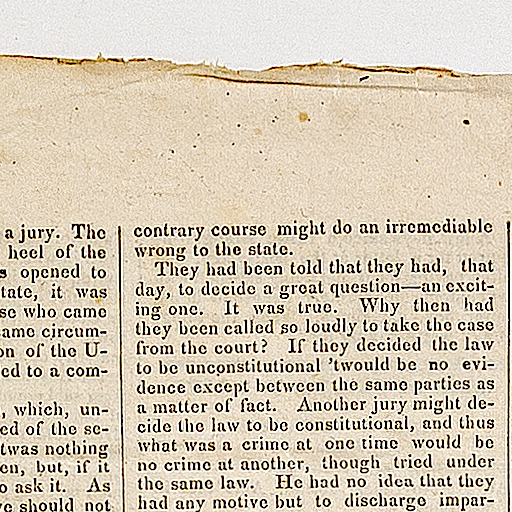 a jury. The
heel of the
s opened to
tate, it was
se who came
ame circum-
on of the U-
ed to a com-
, which, un-
ed of the se-
twas nothing
en, but, if it
o ask it. As
e should not
contrary course might do an irremediable
wrong to the state.
They had been told that they had, that
day, to decide a great question—an excit-
ing one. It was true. Why then had
they been called so loudly to take the case
from the court? If they decided the law
to be unconstitutional 'twould be no evi-
dence except between the same parties as
a matter of fact. Another jury might de-
cide the law to be constitutional, and thus
what was a crime at one time would be
no crime at another, though tried under
the same law. He had no idea that they
had any motive but to discharge impar-